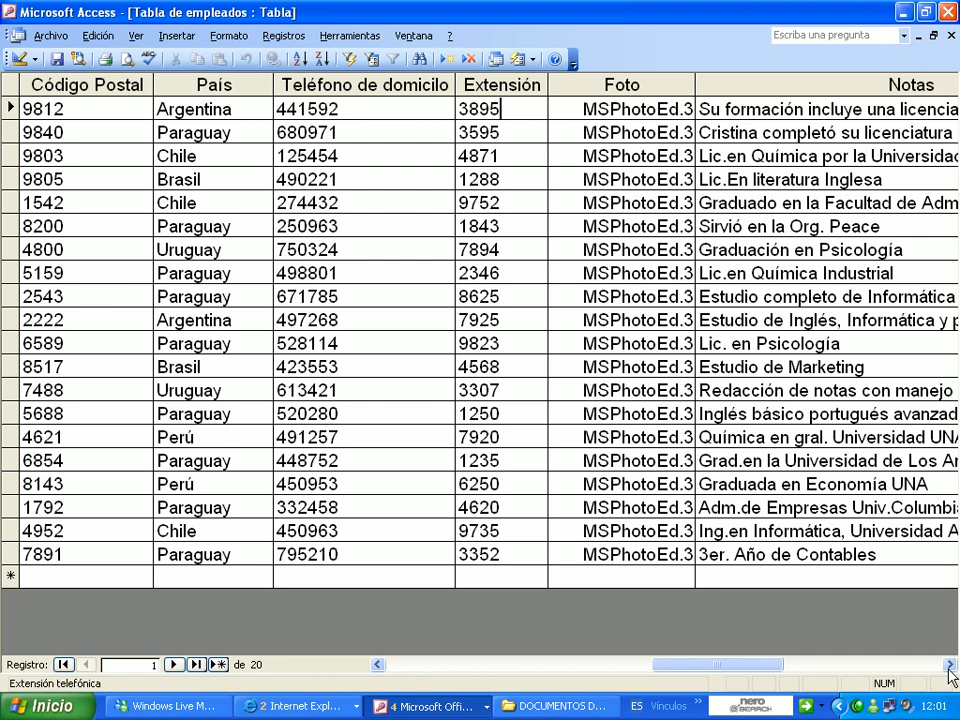 Microsoft Access - [Tabla de empleados : Tabla]
Archivo Edición Ver Insertar Formato Registros Herramientas Ventana ? Escriba una pregunta
Código Postal País Teléfono de domicilo Extensión Foto Notas
9812 Argentina 441592 3895 MSPhotoEd.3 Su formación incluye una licencia
9840 Paraguay 680971 3595 MSPhotoEd.3 Cristina completó su licenciatura
9803 Chile 125454 4871 MSPhotoEd.3 Lic.en Química por la Universidad
9805 Brasil 490221 1288 MSPhotoEd.3 Lic.En literatura Inglesa
1542 Chile 274432 9752 MSPhotoEd.3 Graduado en la Facultad de Adm
8200 Paraguay 250963 1843 MSPhotoEd.3 Sirvió en la Org. Peace
4800 Uruguay 750324 7894 MSPhotoEd.3 Graduación en Psicología
5159 Paraguay 498801 2346 MSPhotoEd.3 Lic.en Química Industrial
2543 Paraguay 671785 8625 MSPhotoEd.3 Estudio completo de Informática
2222 Argentina 497268 7925 MSPhotoEd.3 Estudio de Inglés, Informática y p
6589 Paraguay 528114 9823 MSPhotoEd.3 Lic. en Psicología
8517 Brasil 423553 4568 MSPhotoEd.3 Estudio de Marketing
7488 Uruguay 613421 3307 MSPhotoEd.3 Redacción de notas con manejo
5688 Paraguay 520280 1250 MSPhotoEd.3 Inglés básico portugués avanzad
4621 Perú 491257 7920 MSPhotoEd.3 Química en gral. Universidad UNA
6854 Paraguay 448752 1235 MSPhotoEd.3 Grad.en la Universidad de Los An
8143 Perú 450953 6250 MSPhotoEd.3 Graduada en Economía UNA
1792 Paraguay 332458 4620 MSPhotoEd.3 Adm.de Empresas Univ.Columbia
4952 Chile 450963 9735 MSPhotoEd.3 Ing.en Informática, Universidad A
7891 Paraguay 795210 3352 MSPhotoEd.3 3er. Año de Contables
Registro: 1 de 20
Extensión telefónica NUM
Inicio Windows Live M... 2 Internet Expl... 4 Microsoft Offi... DOCUMENTOS D... ES Vínculos » nero SEARCH 12:01